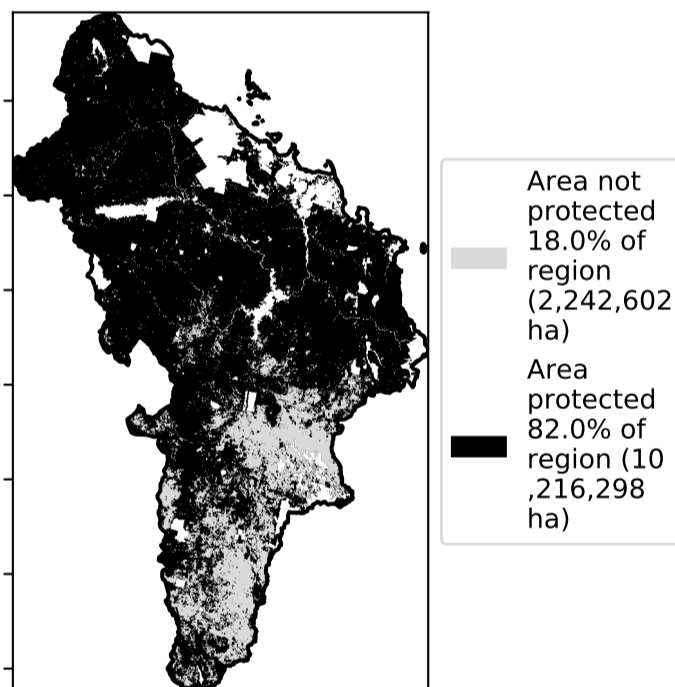 Area not
protected
18.0% of
region
(2,242,602
ha)
Area
protected
82.0% of
region (10
,216,298
ha)